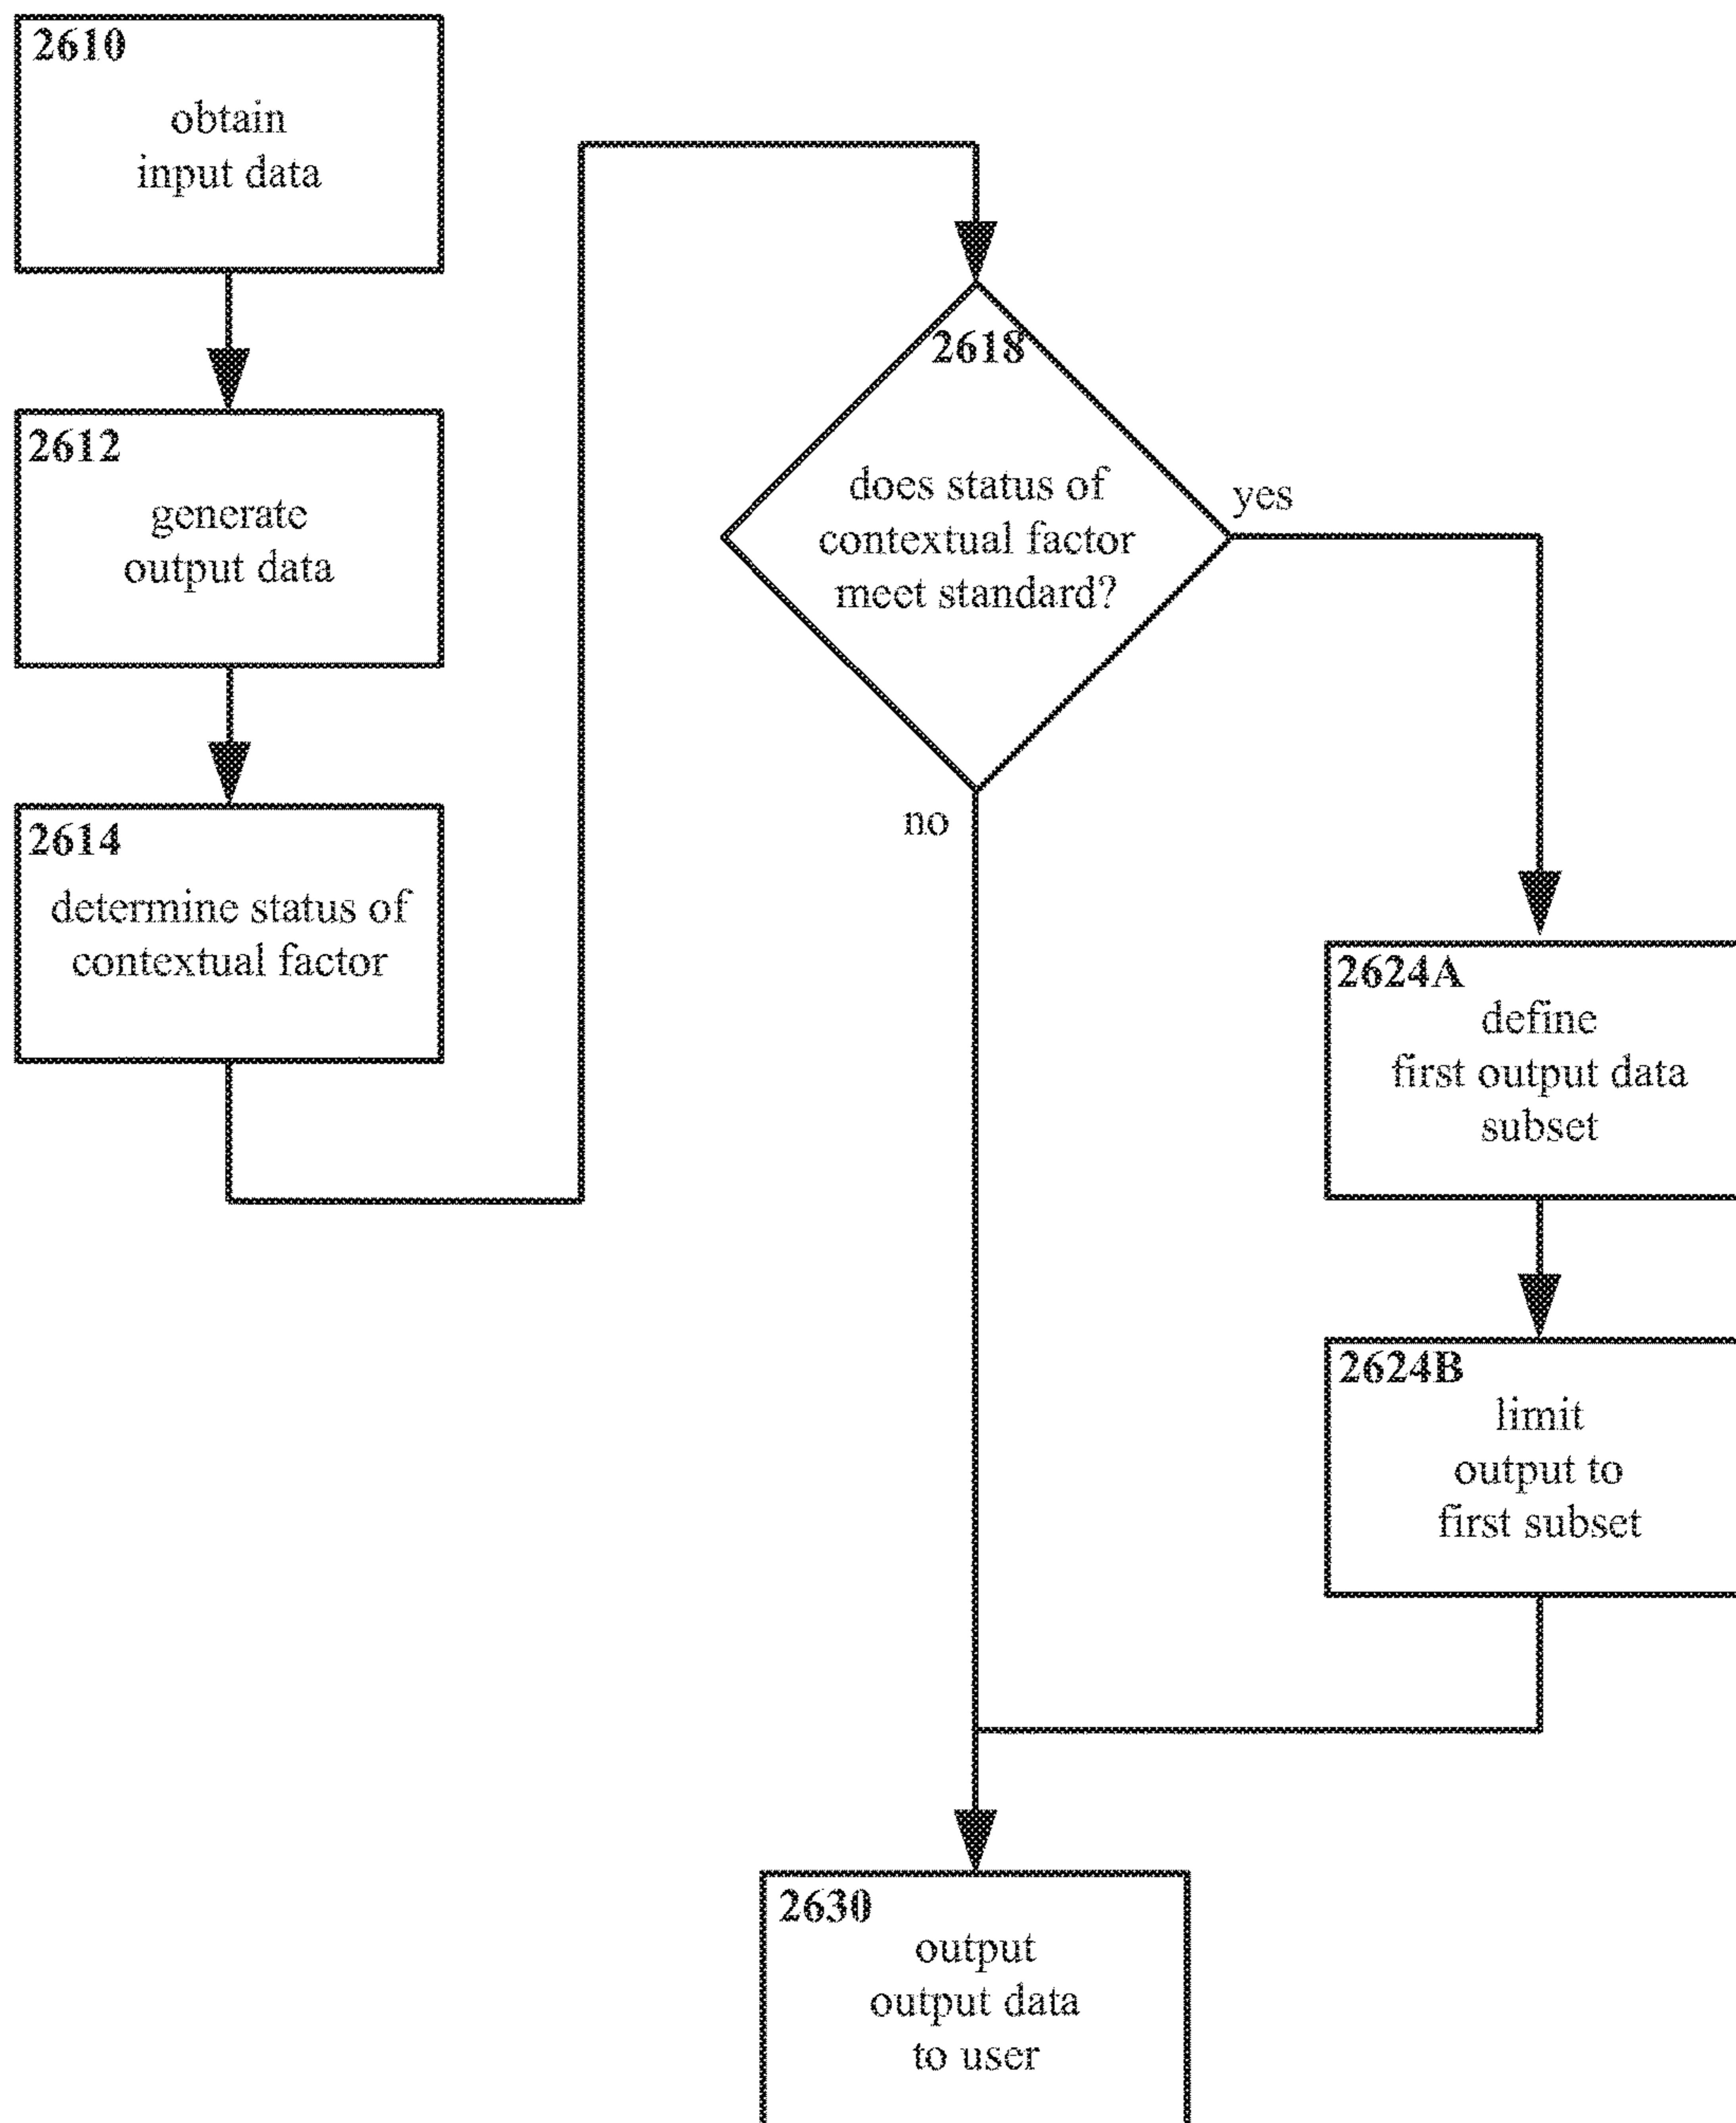 2610
obtain
input data
2612
generate
output data
2614
determine status of
contextual factor
2618
does status of
contextual factor
meet standard?
yes
no
2624A
define
first output data
subset
2624B
limit
output to
first subset
2630
output
output data
to user